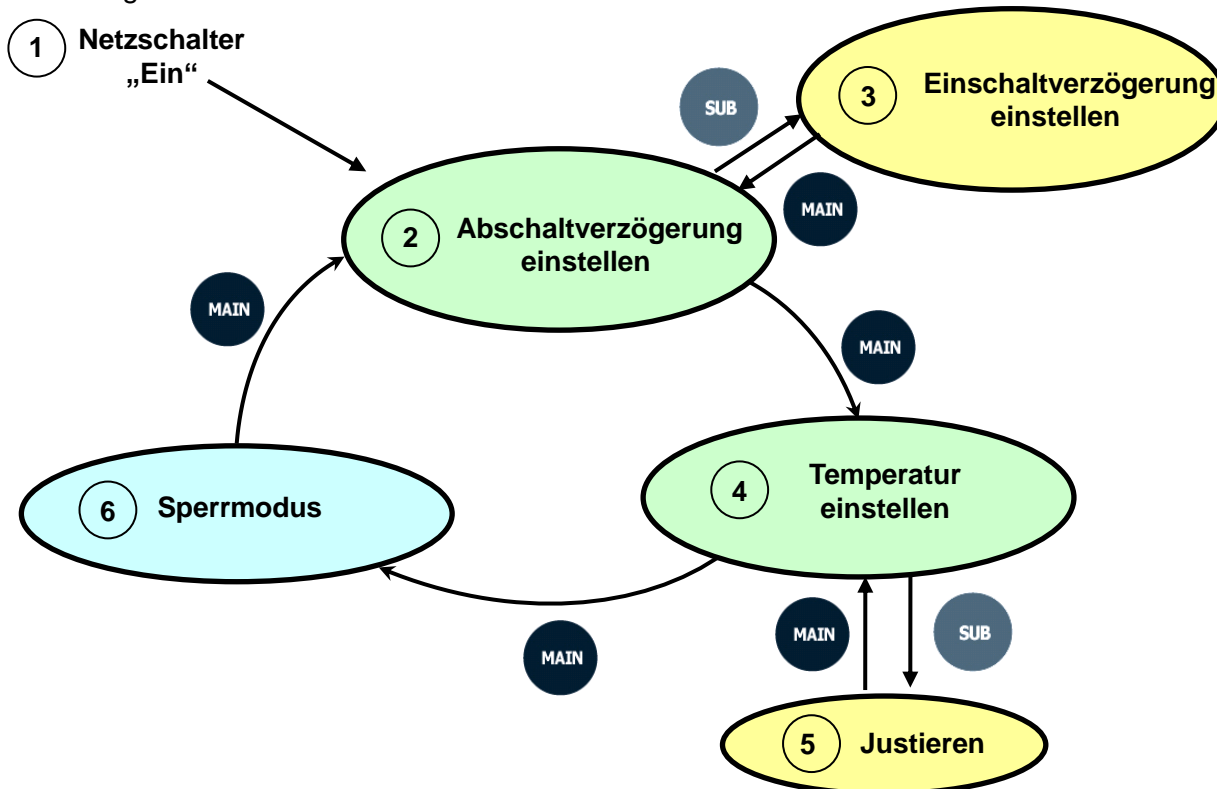 1 Netzschalter
„Ein“
SUB
3 Einschaltverzögerung
einstellen
MAIN
2 Abschaltverzögerung
einstellen
MAIN
MAIN
4 Temperatur
einstellen
6 Sperrmodus
MAIN
MAIN
SUB
5 Justieren